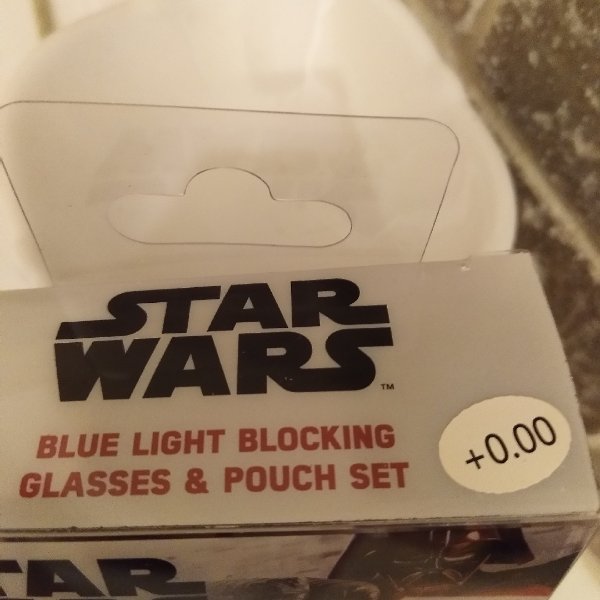 STAR
WARS
TM
BLUE LIGHT BLOCKING
GLASSES & POUCH SET
+0.00